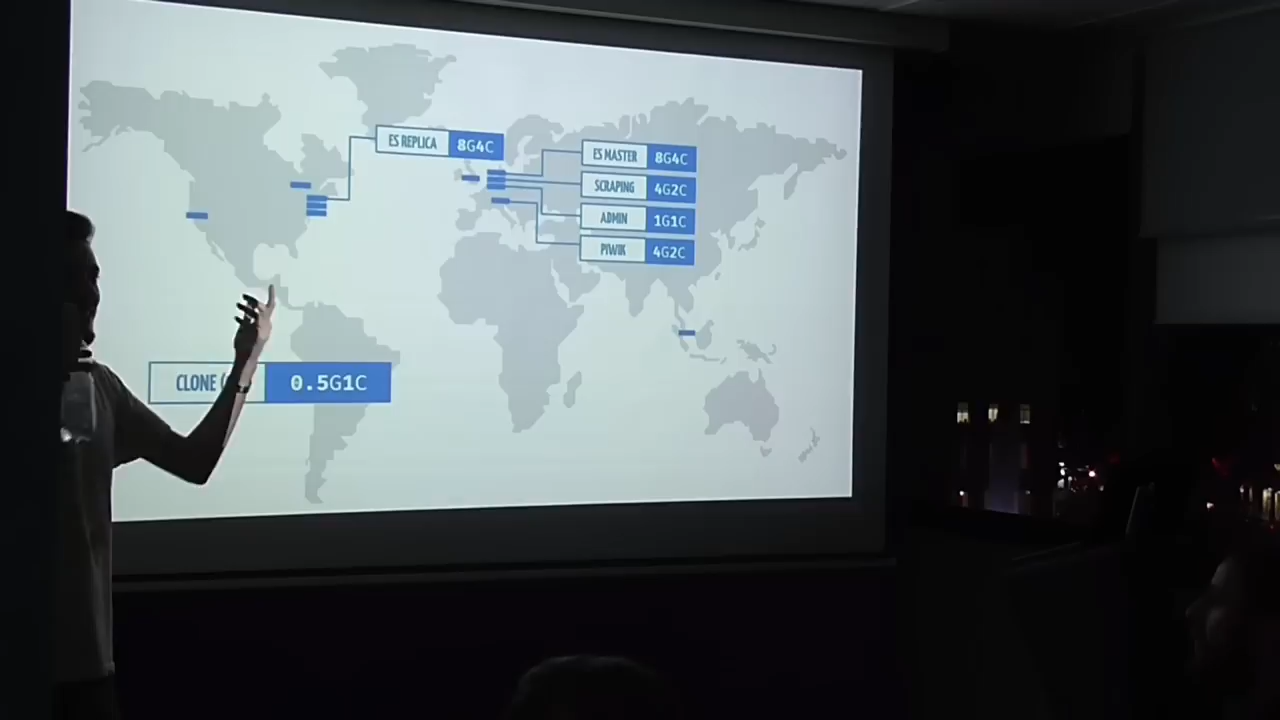 ES REPLICA 8G4C
ES MASTER 8G4C
SCRAPING 4G2C
ADMIN 1G1C
PIWIK 4G2C
CLONE 0.5G1C